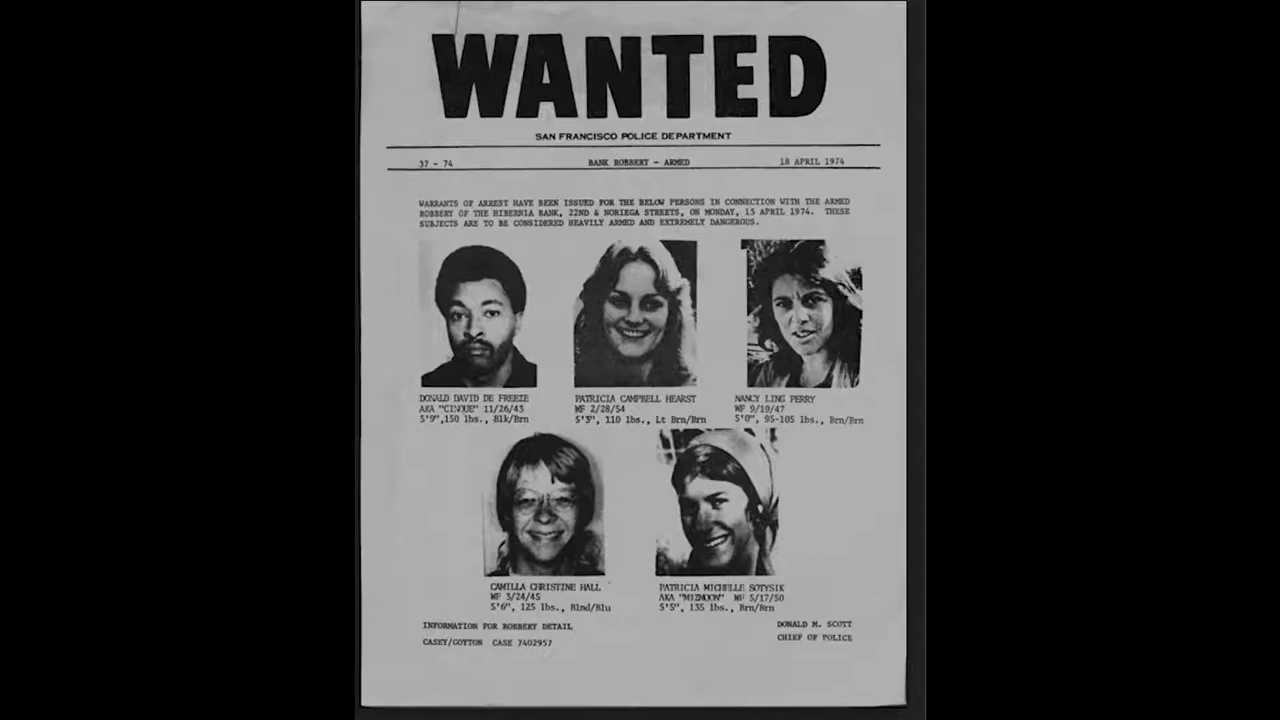 WANTED
SAN FRANCISCO POLICE DEPARTMENT
37 - 74 BANK ROBBERY - ARMED 18 APRIL 1974
WARRANTS OF ARREST HAVE BEEN ISSUED FOR THE BELOW PERSONS IN CONNECTION WITH THE ARMED
ROBBERY OF THE HIBERNIA BANK, 22ND & NORIEGA STREETS, ON MONDAY, 15 APRIL 1974. THESE
SUBJECTS ARE TO BE CONSIDERED HEAVILY ARMED AND EXTREMELY DANGEROUS.
DONALD DAVID DE FREEZE
AKA "CINQUE" 11/26/43
5'9",150 lbs., Blk/Brn
PATRICIA CAMPBELL HEARST
WF 2/28/54
5'3", 110 lbs., Lt Brn/Brn
NANCY LING PERRY
WF 9/19/47
5'0", 95-105 lbs., Brn/Brn
CAMILLA CHRISTINE HALL
WF 3/24/45
5'6", 125 lbs., Blnd/Blu
PATRICIA MICHELLE SOTYSIK
AKA "MIZMOON" WF 5/17/50
5'5", 135 lbs., Brn/Brn
INFORMATION FOR ROBBERY DETAIL
CASEY/GOYTON CASE 7402957
DONALD M. SCOTT
CHIEF OF POLICE